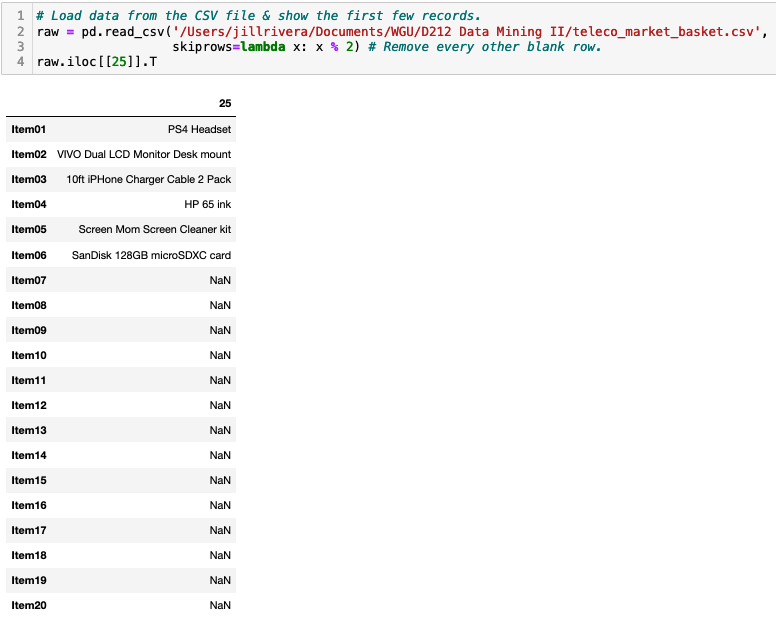 1 # Load data from the CSV file & show the first few records.
2 raw = pd.read_csv('/Users/jillrivera/Documents/WGU/D212 Data Mining II/teleco_market_basket.csv',
3 skiprows=lambda x: x % 2) # Remove every other blank row.
4 raw.iloc[[25]].T
25
Item01 PS4 Headset
Item02 VIVO Dual LCD Monitor Desk mount
Item03 10ft iPHone Charger Cable 2 Pack
Item04 HP 65 ink
Item05 Screen Mom Screen Cleaner kit
Item06 SanDisk 128GB microSDXC card
Item07 NaN
Item08 NaN
Item09 NaN
Item10 NaN
Item11 NaN
Item12 NaN
Item13 NaN
Item14 NaN
Item15 NaN
Item16 NaN
Item17 NaN
Item18 NaN
Item19 NaN
Item20 NaN